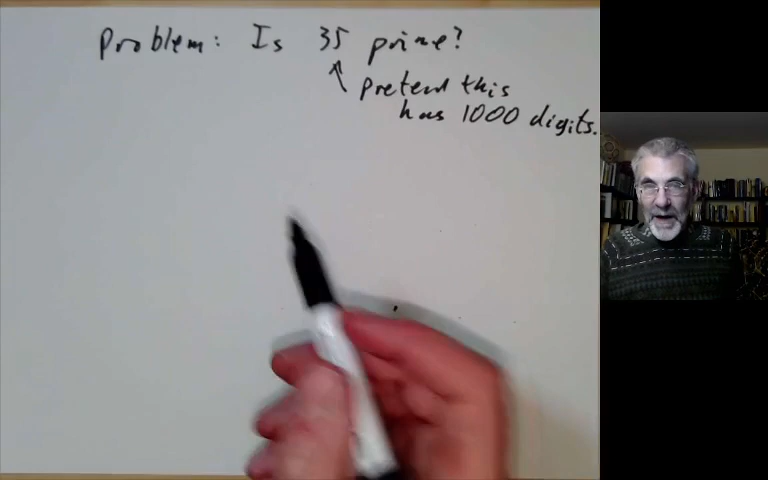 Problem: Is 35 prime?
↑ pretend this
has 1000 digits.